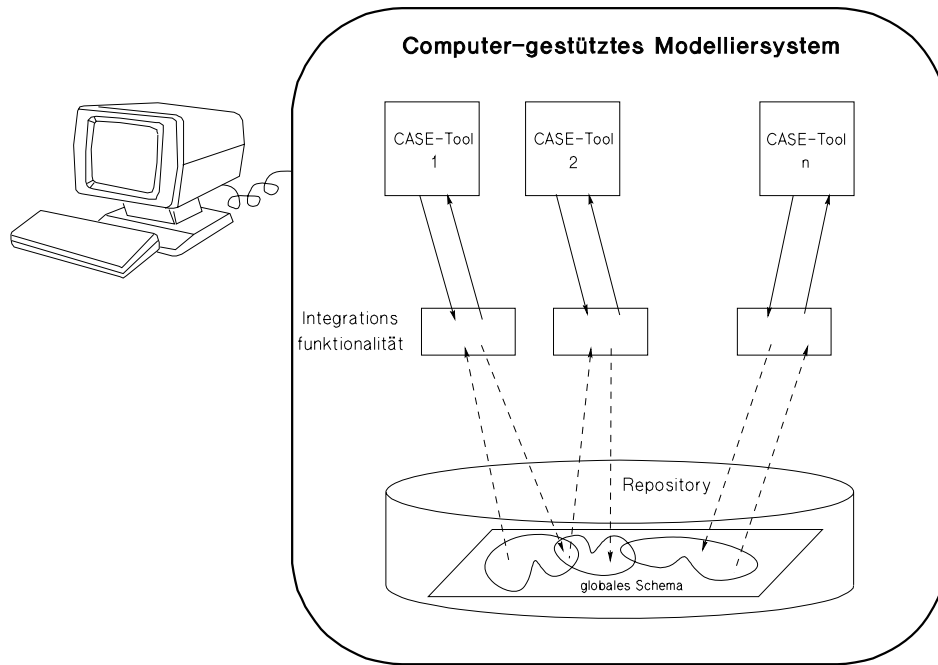 Computer-gestütztes Modelliersystem
CASE-Tool
1
CASE-Tool
2
CASE-Tool
n
Integrations
funktionalität
Repository
globales Schema